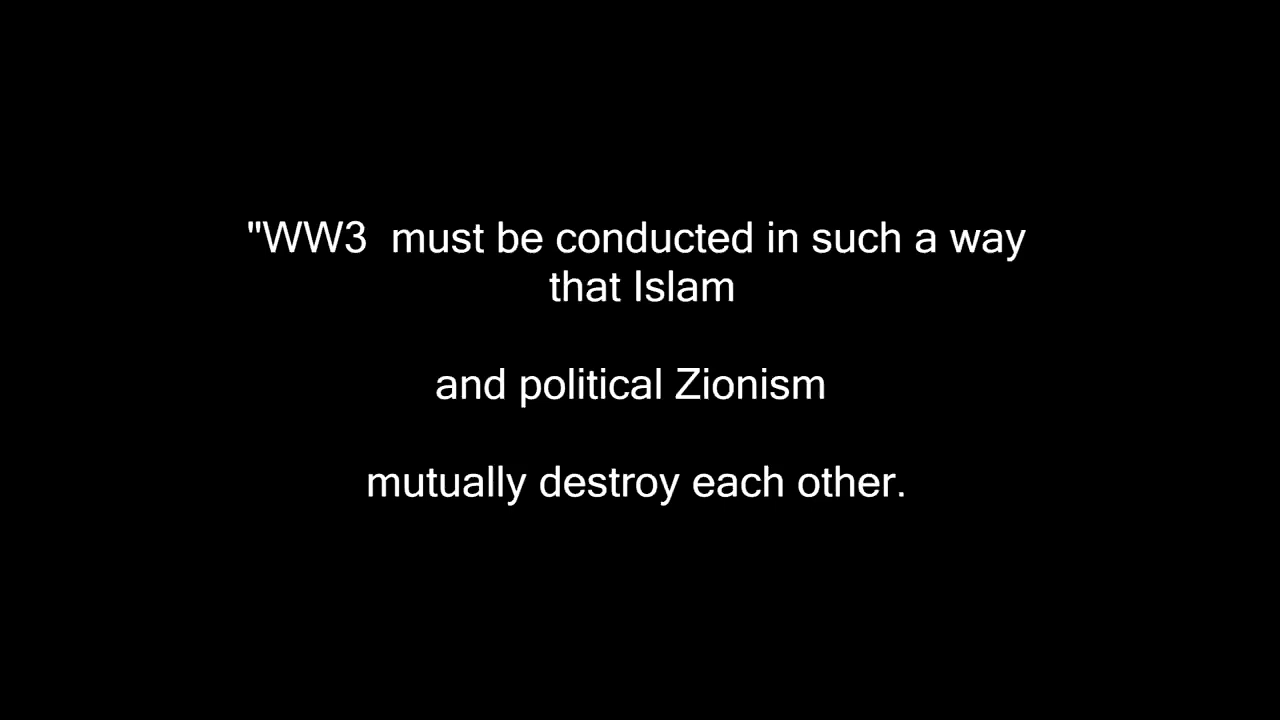 "WW3  must be conducted in such a way
that Islam
and political Zionism
mutually destroy each other.